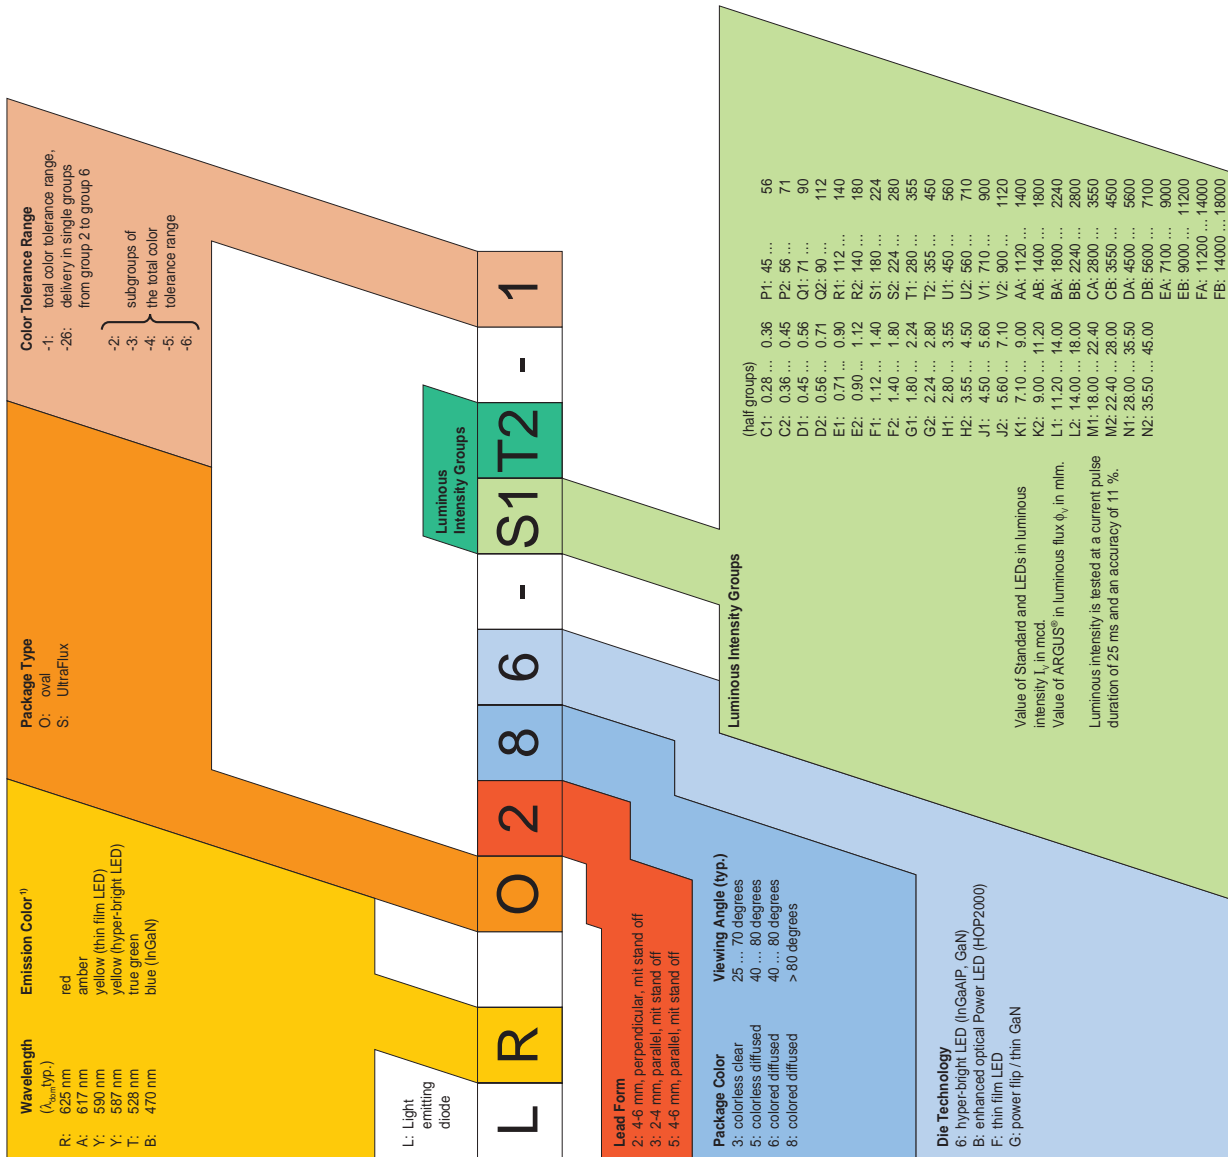 Wavelength Emission Color¹⁾
(λdomtyp.)
R: 625 nm red
A: 617 nm amber
Y: 590 nm yellow (thin film LED)
Y: 587 nm yellow (hyper-bright LED)
T: 528 nm true green
B: 470 nm blue (InGaN)
Package Type
O: oval
S: UltraFlux
Color Tolerance Range
-1: total color tolerance range,
-26: delivery in single groups
from group 2 to group 6
-2:
-3: subgroups of
-4: the total color
-5: tolerance range
-6:
L: Light
emitting
diode
Luminous
Intensity Groups
L R O 2 8 6 - S1 T2 - 1
Lead Form
2: 4-6 mm, perpendicular, mit stand off
3: 2-4 mm, parallel, mit stand off
5: 4-6 mm, parallel, mit stand off
Package Color Viewing Angle (typ.)
3: colorless clear 25 ... 70 degrees
5: colorless diffused 40 ... 80 degrees
6: colored diffused 40 ... 80 degrees
8: colored diffused > 80 degrees
Die Technology
6: hyper-bright LED (InGaAlP, GaN)
B: enhanced optical Power LED (HOP2000)
F: thin film LED
G: power flip / thin GaN
Luminous Intensity Groups
(half groups)
C1: 0.28 ... 0.36 P1: 45 ... 56
C2: 0.36 ... 0.45 P2: 56 ... 71
D1: 0.45 ... 0.56 Q1: 71 ... 90
D2: 0.56 ... 0.71 Q2: 90 ... 112
E1: 0.71 ... 0.90 R1: 112 ... 140
E2: 0.90 ... 1.12 R2: 140 ... 180
F1: 1.12 ... 1.40 S1: 180 ... 224
F2: 1.40 ... 1.80 S2: 224 ... 280
G1: 1.80 ... 2.24 T1: 280 ... 355
G2: 2.24 ... 2.80 T2: 355 ... 450
H1: 2.80 ... 3.55 U1: 450 ... 560
H2: 3.55 ... 4.50 U2: 560 ... 710
J1: 4.50 ... 5.60 V1: 710 ... 900
J2: 5.60 ... 7.10 V2: 900 ... 1120
K1: 7.10 ... 9.00 AA: 1120 ... 1400
K2: 9.00 ... 11.20 AB: 1400 ... 1800
L1: 11.20 ... 14.00 BA: 1800 ... 2240
L2: 14.00 ... 18.00 BB: 2240 ... 2800
M1: 18.00 ... 22.40 CA: 2800 ... 3550
M2: 22.40 ... 28.00 CB: 3550 ... 4500
N1: 28.00 ... 35.50 DA: 4500 ... 5600
N2: 35.50 ... 45.00 DB: 5600 ... 7100
EA: 7100 ... 9000
EB: 9000 ... 11200
FA: 11200 ... 14000
FB: 14000 ... 18000
Value of Standard and LEDs in luminous
intensity Iv in mcd.
Value of ARGUS® in luminous flux ϕv in mlm.
Luminous intensity is tested at a current pulse
duration of 25 ms and an accuracy of 11 %.